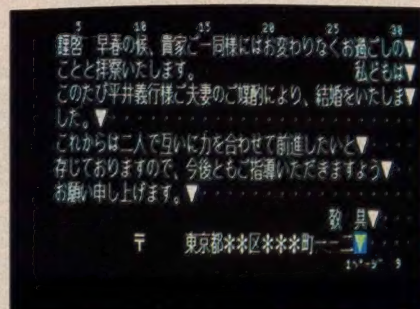 5 10 15 20 25 30
謹啓 早春の候、貴家ご一同様にはお変わりなくお過ごしの
ことと拝察いたします。 私どもは▼
このたび平井義行様ご夫妻のご媒酌により、結婚をいたしま▼
した。▼
これからは二人で互いに力を合わせて前進したいと▼
存じておりますので、今後ともご指導いただきますよう▼
お願い申し上げます。▼
敬 具▼
〒 東京都**区***町一一二▼
1ページ 9